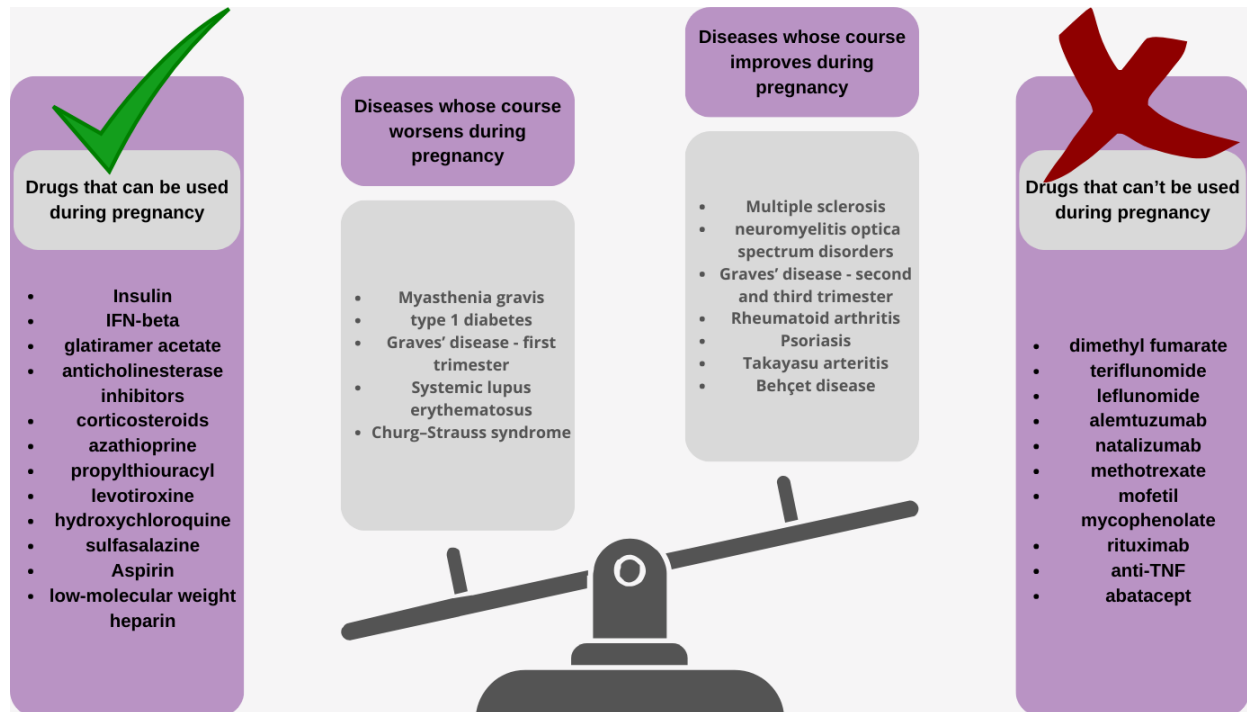 Drugs that can be used
during pregnancy
• Insulin
• IFN-beta
• glatiramer acetate
• anticholinesterase
inhibitors
• corticosteroids
• azathioprine
• propylthiouracyl
• levotiroxine
• hydroxychloroquine
• sulfasalazine
• Aspirin
• low-molecular weight
heparin
Diseases whose course
worsens during
pregnancy
• Myasthenia gravis
• type 1 diabetes
• Graves’ disease - first
trimester
• Systemic lupus
erythematosus
• Churg–Strauss syndrome
Diseases whose course
improves during
pregnancy
• Multiple sclerosis
• neuromyelitis optica
spectrum disorders
• Graves’ disease - second
and third trimester
• Rheumatoid arthritis
• Psoriasis
• Takayasu arteritis
• Behçet disease
Drugs that can’t be used
during pregnancy
• dimethyl fumarate
• teriflunomide
• leflunomide
• alemtuzumab
• natalizumab
• methotrexate
• mofetil
mycophenolate
• rituximab
• anti-TNF
• abatacept